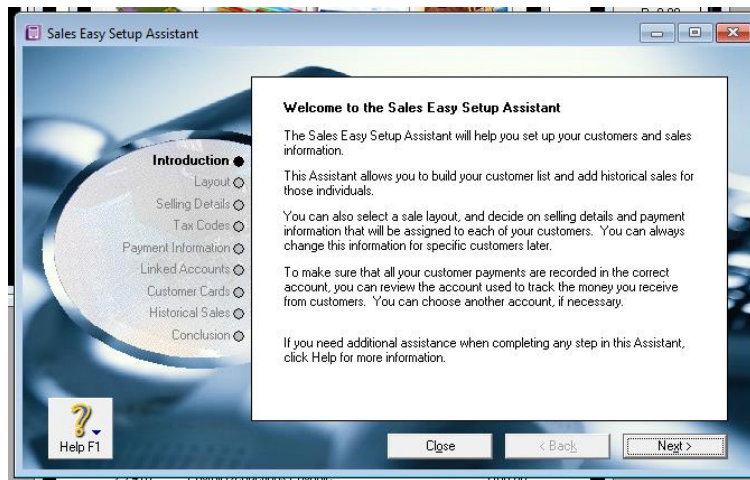 Sales Easy Setup Assistant
Welcome to the Sales Easy Setup Assistant
The Sales Easy Setup Assistant will help you set up your customers and sales
information.
This Assistant allows you to build your customer list and add historical sales for
those individuals.
You can also select a sale layout, and decide on selling details and payment
information that will be assigned to each of your customers. You can always
change this information for specific customers later.
To make sure that all your customer payments are recorded in the correct
account, you can review the account used to track the money you receive
from customers. You can choose another account, if necessary.
If you need additional assistance when completing any step in this Assistant,
click Help for more information.
Introduction
Layout
Selling Details
Tax Codes
Payment Information
Linked Accounts
Customer Cards
Historical Sales
Conclusion
Help F1
Close
< Back
Next >